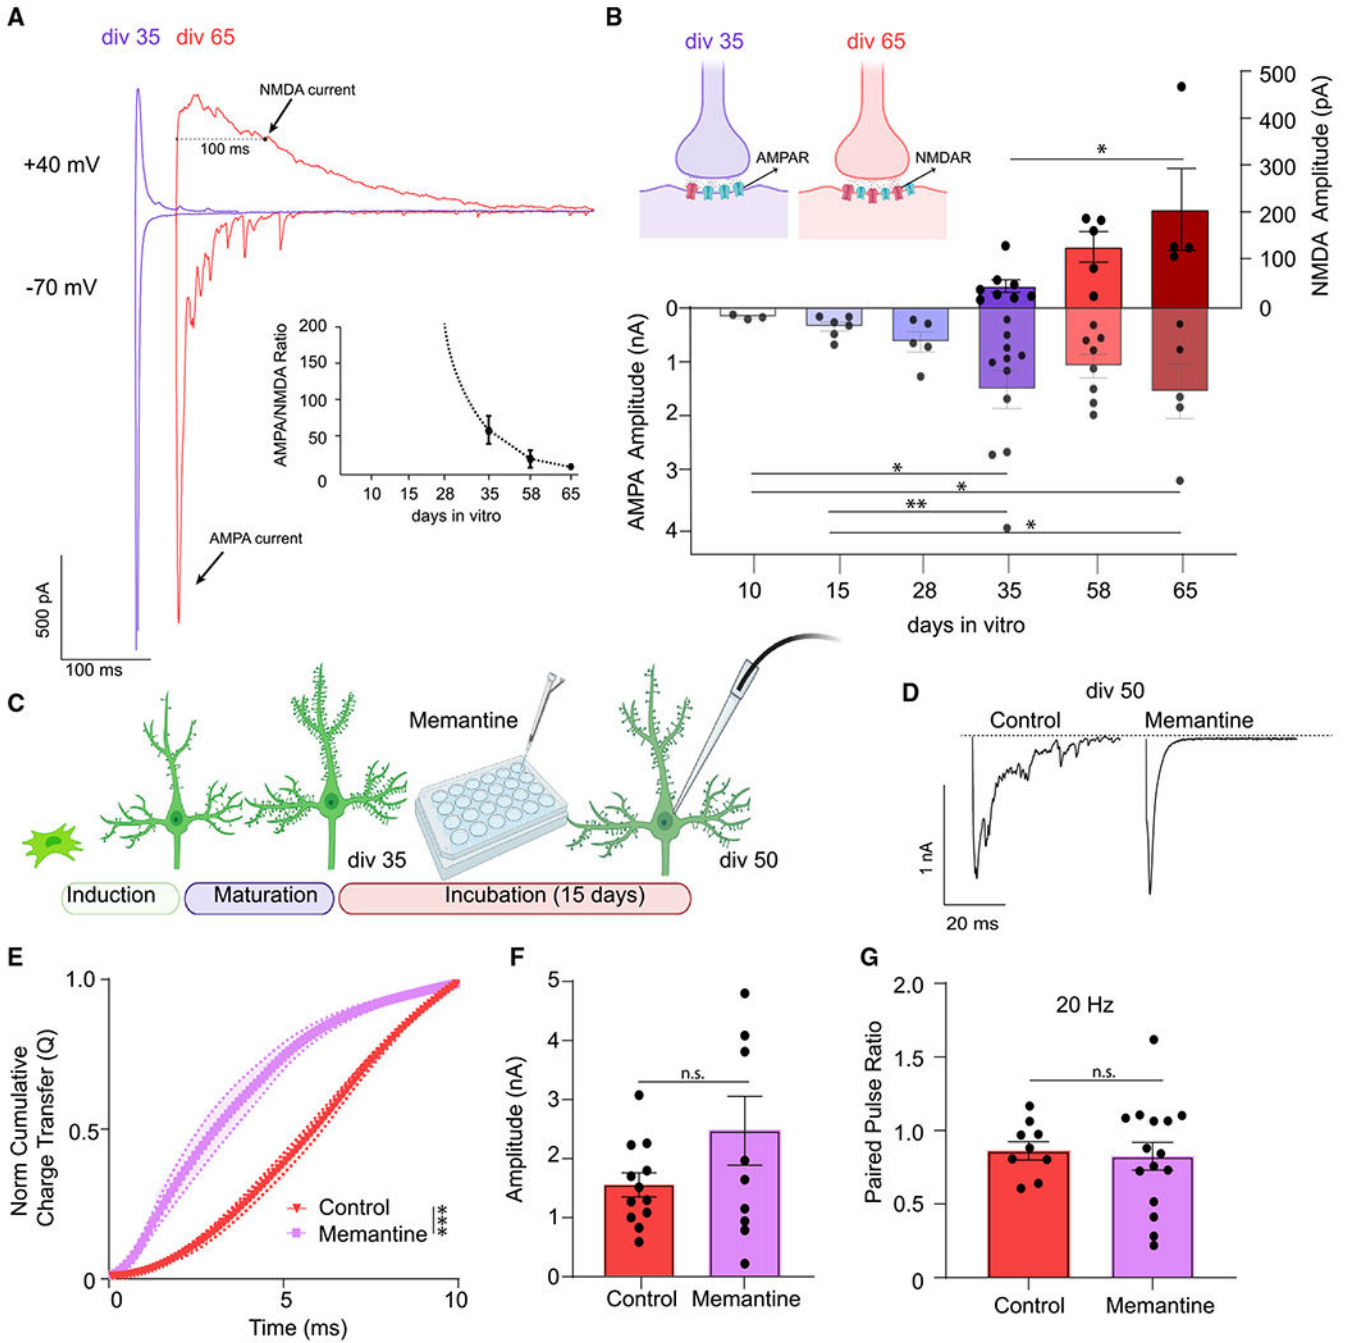 A
div 35 div 65
NMDA current
100 ms
+40 mV
-70 mV
AMPA/NMDA Ratio
200
150
100
50
0
10 15 28 35 58 65
days in vitro
AMPA current
500 pA
100 ms
B
div 35
div 65
AMPAR
NMDAR
500
400
300
200
100
0
NMDA Amplitude (pA)
*
0
1
2
3
4
AMPA Amplitude (nA)
*
*
**
*
10 15 28 35 58 65
days in vitro
C
Memantine
div 35
div 50
Induction
Maturation
Incubation (15 days)
D
div 50
Control
Memantine
1 nA
20 ms
E
1.0
0.5
0
Norm Cumulative
Charge Transfer (Q)
Control
Memantine
***
0 5 10
Time (ms)
F
5
4
3
2
1
0
Amplitude (nA)
n.s.
Control Memantine
G
2.0
1.5
1.0
0.5
0
Paired Pulse Ratio
20 Hz
n.s.
Control Memantine